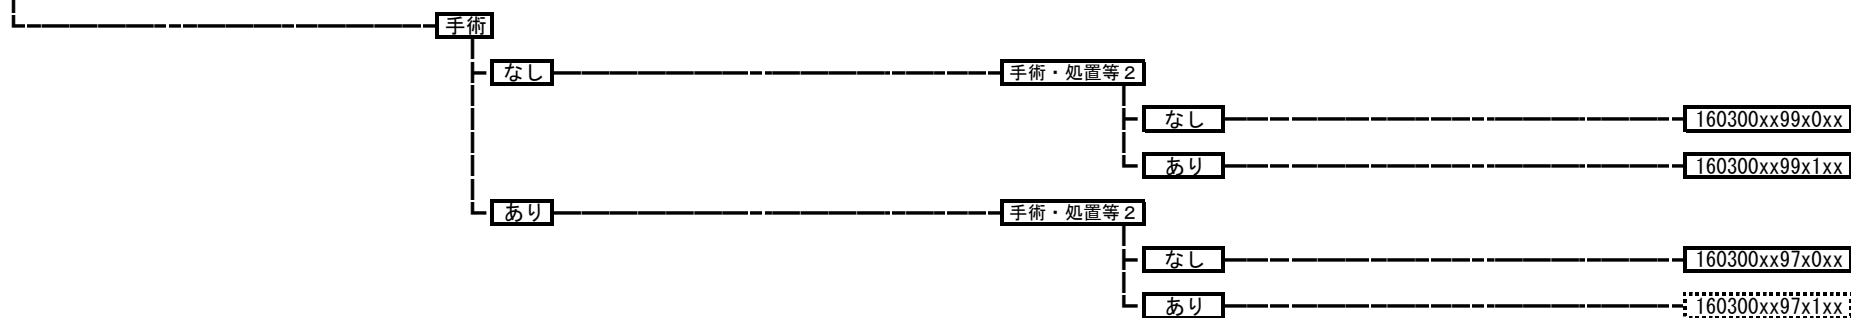 手術
なし 手術・処置等２
なし 160300xx99x0xx
あり 160300xx99x1xx
あり 手術・処置等２
なし 160300xx97x0xx
あり 160300xx97x1xx